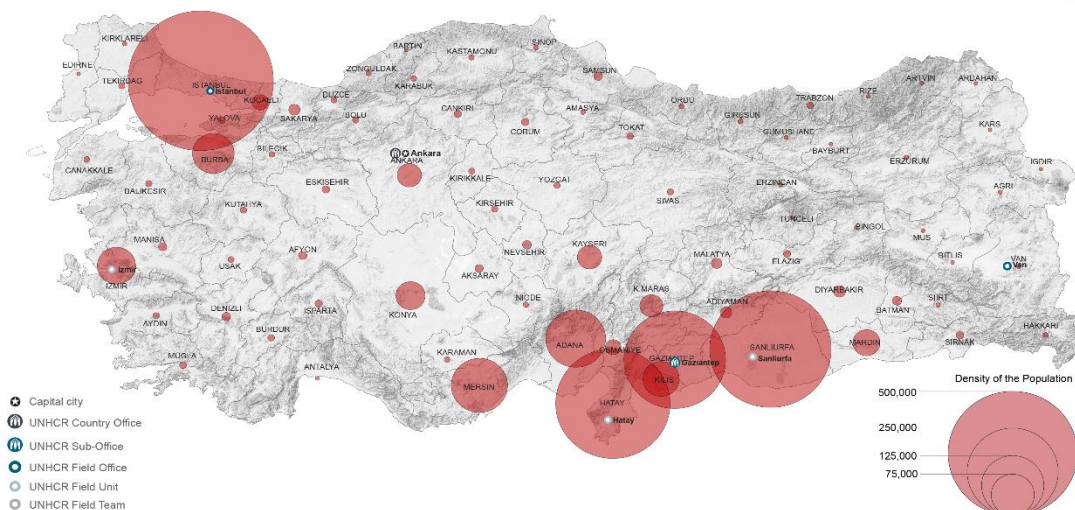 SINOP
KIRKLARELI
BARTIN
KASTAMONU
EDIRNE
ZONGULDAK
SAMSUN
TEKIRDAG
ISTANBUL
Istanbul
KARABUK
ARTVIN
ARDAHAN
KOCAELI
DUZCE
RIZE
ORDU
TRABZON
YALOVA
SAKARYA
BOLU
CANKIRI
AMASYA
GIRESUN
KARS
CORUM
GUMUSHANE
TOKAT
BAYBURT
BURSA
BILECIK
Ankara
ANKARA
ERZURUM
CANAKKALE
IGDIR
KIRIKKALE
BALIKESIR
ESKISEHIR
YOZGAT
ERZINCAN
AGRI
SIVAS
KUTAHYA
KIRSEHIR
TUNCELI
BINGOL
MUS
MANISA
NEVSEHIR
KAYSERI
AFYON
MALATYA
ELAZIG
BITLIS
VAN
Van
USAK
Izmir
IZMIR
AKSARAY
K.MARAS
DIYARBAKIR
KONYA
NIGDE
ADIYAMAN
BATMAN
SIIRT
DENIZLI
ISPARTA
AYDIN
BURDUR
SIRNAK
HAKKARI
MARDIN
ADANA
OSMANIYE
SANLIURFA
Sanliurfa
GAZIANTEP
Gaziantep
MUGLA
ANTALYA
KARAMAN
KILIS
MERSIN
HATAY
Hatay
Capital city
UNHCR Country Office
UNHCR Sub-Office
UNHCR Field Office
UNHCR Field Unit
UNHCR Field Team
Density of the Population
500,000
250,000
125,000
75,000